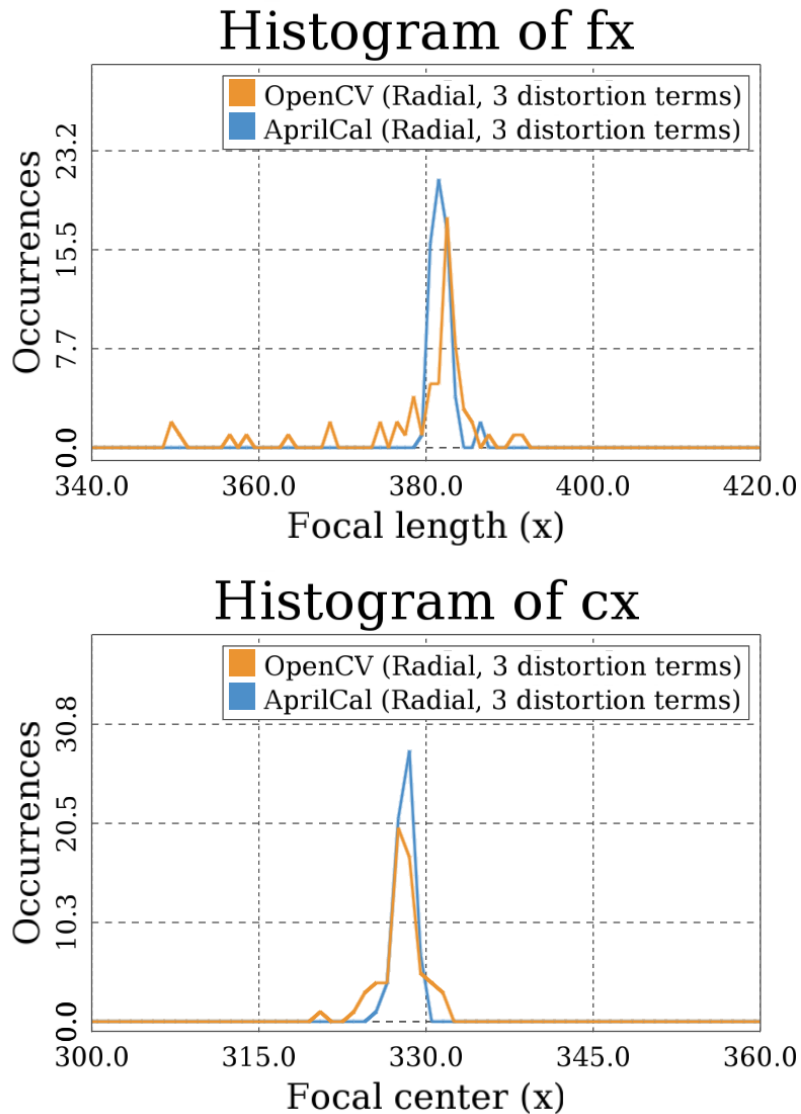 Histogram of fx
OpenCV (Radial, 3 distortion terms)
AprilCal (Radial, 3 distortion terms)
Occurrences
23.2
15.5
7.7
0.0
340.0 360.0 380.0 400.0 420.0
Focal length (x)
Histogram of cx
OpenCV (Radial, 3 distortion terms)
AprilCal (Radial, 3 distortion terms)
Occurrences
30.8
20.5
10.3
0.0
300.0 315.0 330.0 345.0 360.0
Focal center (x)